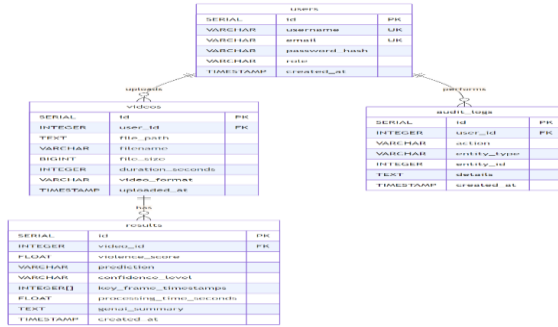 users
SERIAL id PK
VARCHAR username UK
VARCHAR email UK
VARCHAR password_hash
VARCHAR role
TIMESTAMP created_at
uploads
performs
videos
SERIAL id PK
INTEGER user_id FK
TEXT file_path
VARCHAR filename
BIGINT file_size
INTEGER duration_seconds
VARCHAR video_format
TIMESTAMP uploaded_at
audit_logs
SERIAL id PK
INTEGER user_id FK
VARCHAR action
VARCHAR entity_type
INTEGER entity_id
TEXT details
TIMESTAMP created_at
has
results
SERIAL id PK
INTEGER video_id FK
FLOAT violence_score
VARCHAR prediction
VARCHAR confidence_level
INTEGER[] key_frame_timestamps
FLOAT processing_time_seconds
TEXT genai_summary
TIMESTAMP created_at